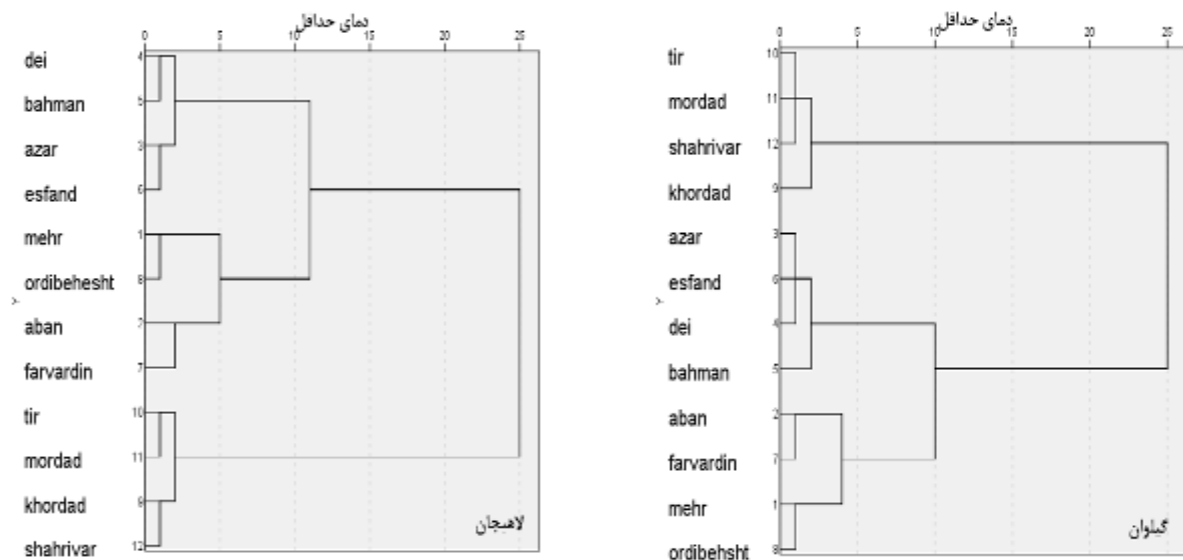 دمای حداقل
0 5 10 15 20 25
dei 4
bahman 5
azar 3
esfand 6
mehr 1
ordibehesht 8
aban 2
farvardin 7
tir 10
mordad 11
khordad 9
shahrivar 12
Y
لاهیجان
دمای حداقل
0 5 10 15 20 25
tir 10
mordad 11
shahrivar 12
khordad 9
azar 3
esfand 6
dei 4
bahman 5
aban 2
farvardin 7
mehr 1
ordibehsht 8
Y
گیلوان